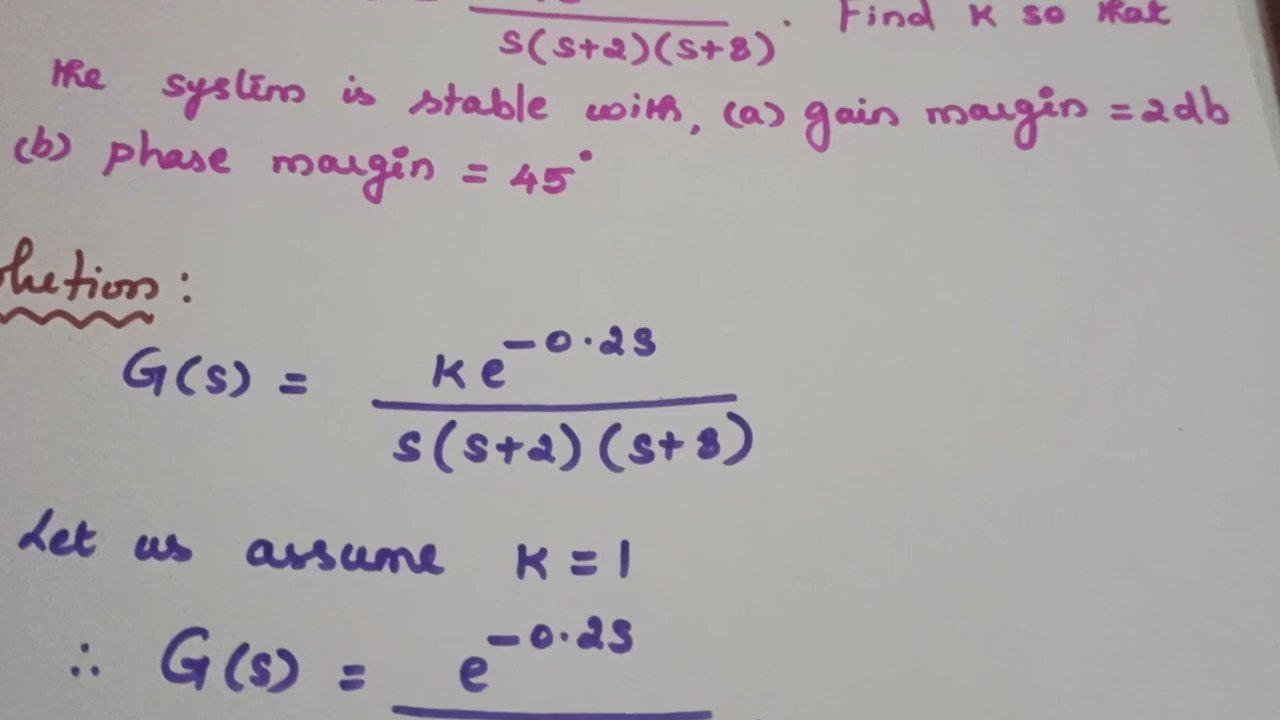 s(s+2)(s+8) . Find K so that
the system is stable with, (a) gain margin = 2db
(b) phase margin = 45°
olution :
G(s) = Ke^-0.2s
s(s+2)(s+8)
Let us assume K = 1
∴ G(s) = e^-0.2s